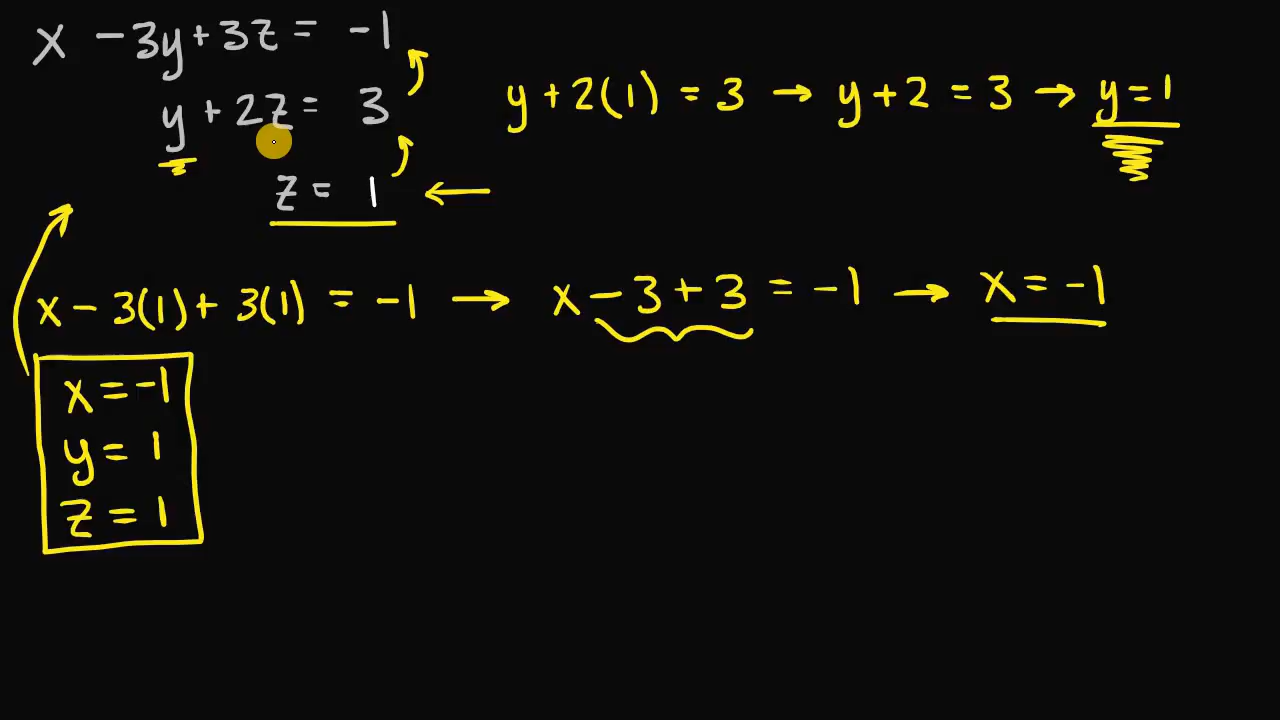 x - 3y + 3z = -1
y + 2z = 3
y + 2(1) = 3 → y + 2 = 3 → y = 1
z = 1 ←
x - 3(1) + 3(1) = -1 → x - 3 + 3 = -1 → x = -1
x = -1
y = 1
z = 1